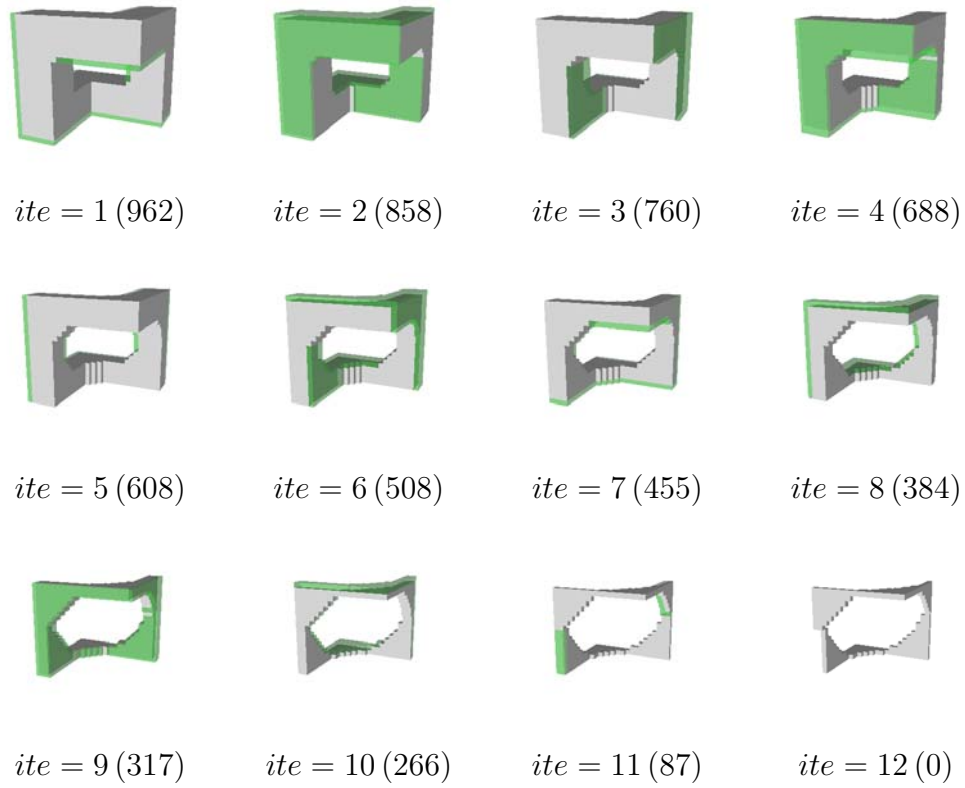 ite = 1 (962) ite = 2 (858) ite = 3 (760) ite = 4 (688)
ite = 5 (608) ite = 6 (508) ite = 7 (455) ite = 8 (384)
ite = 9 (317) ite = 10 (266) ite = 11 (87) ite = 12 (0)